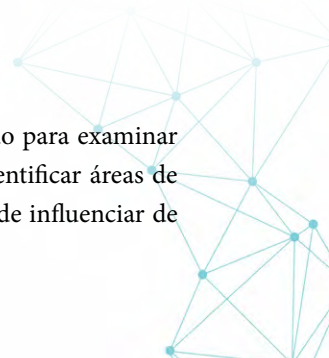 o para examinar
entificar áreas de
de influenciar de